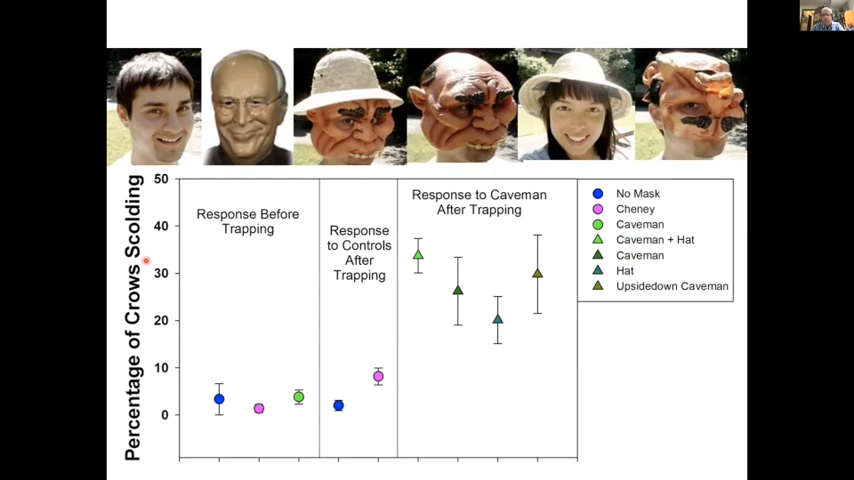 Percentage of Crows Scolding
50
40
30
20
10
0
Response Before
Trapping
Response
to Controls
After
Trapping
Response to Caveman
After Trapping
No Mask
Cheney
Caveman
Caveman + Hat
Caveman
Hat
Upsidedown Caveman